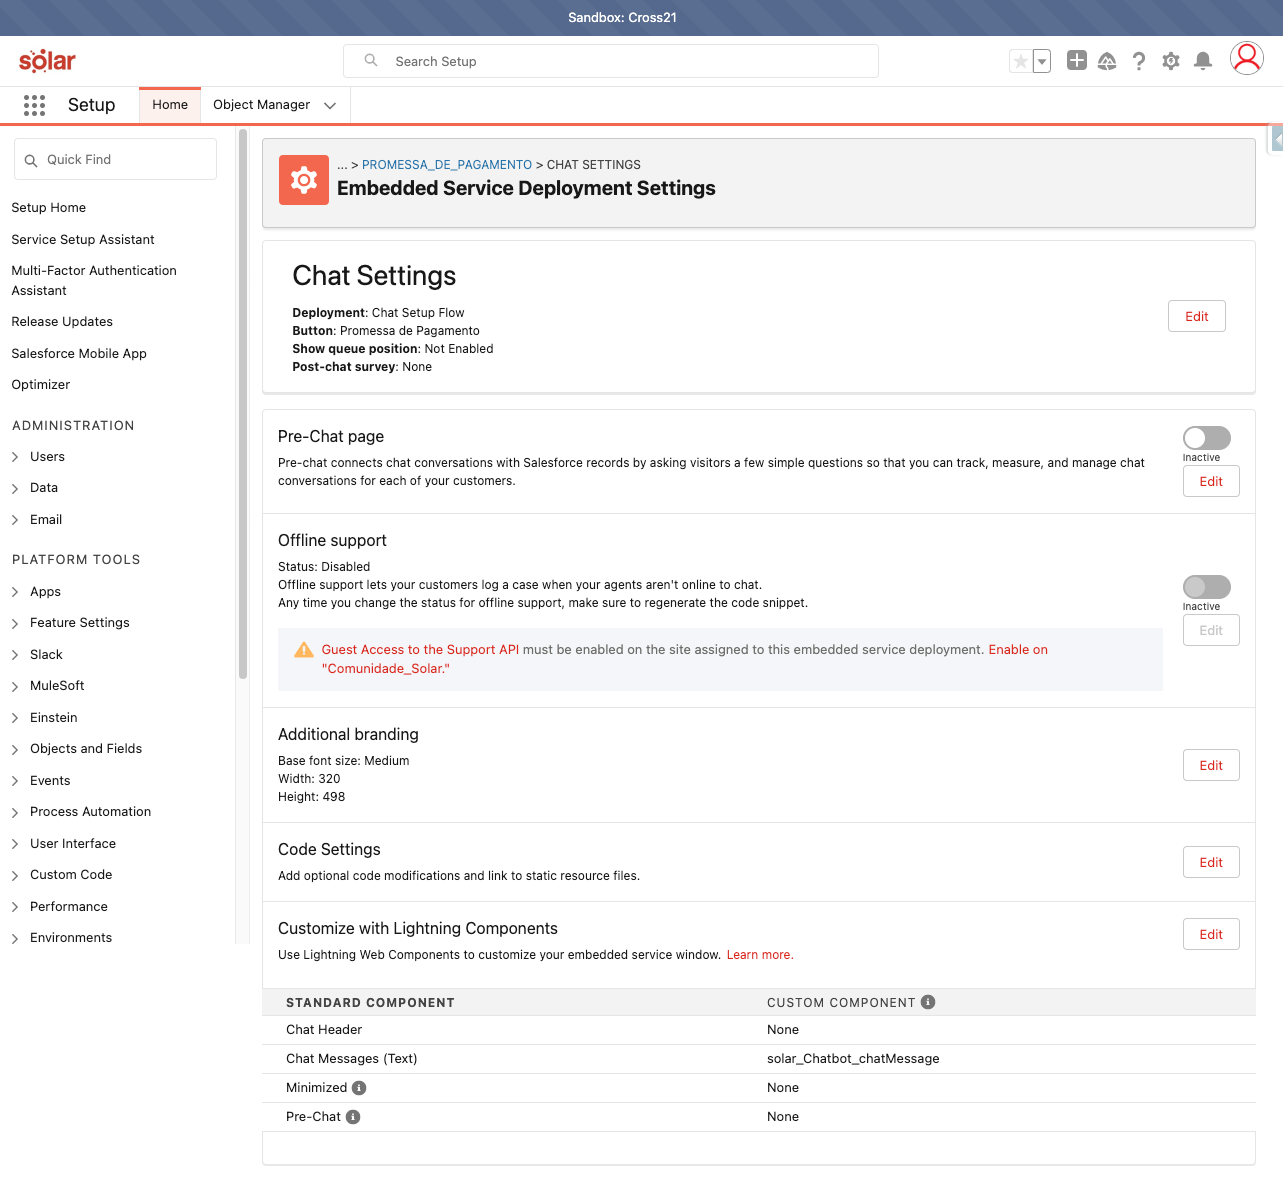 Sandbox: Cross21
solar
Search Setup
Setup
Home
Object Manager
Quick Find
Setup Home
Service Setup Assistant
Multi-Factor Authentication
Assistant
Release Updates
Salesforce Mobile App
Optimizer
ADMINISTRATION
Users
Data
Email
PLATFORM TOOLS
Apps
Feature Settings
Slack
MuleSoft
Einstein
Objects and Fields
Events
Process Automation
User Interface
Custom Code
Performance
Environments
... > PROMESSA_DE_PAGAMENTO > CHAT SETTINGS
Embedded Service Deployment Settings
Chat Settings
Deployment: Chat Setup Flow
Button: Promessa de Pagamento
Show queue position: Not Enabled
Post-chat survey: None
Edit
Pre-Chat page
Pre-chat connects chat conversations with Salesforce records by asking visitors a few simple questions so that you can track, measure, and manage chat
conversations for each of your customers.
Inactive
Edit
Offline support
Status: Disabled
Offline support lets your customers log a case when your agents aren't online to chat.
Any time you change the status for offline support, make sure to regenerate the code snippet.
Inactive
Edit
Guest Access to the Support API must be enabled on the site assigned to this embedded service deployment. Enable on
"Comunidade_Solar."
Additional branding
Base font size: Medium
Width: 320
Height: 498
Edit
Code Settings
Add optional code modifications and link to static resource files.
Edit
Customize with Lightning Components
Use Lightning Web Components to customize your embedded service window. Learn more.
Edit
STANDARD COMPONENT CUSTOM COMPONENT
Chat Header None
Chat Messages (Text) solar_Chatbot_chatMessage
Minimized None
Pre-Chat None